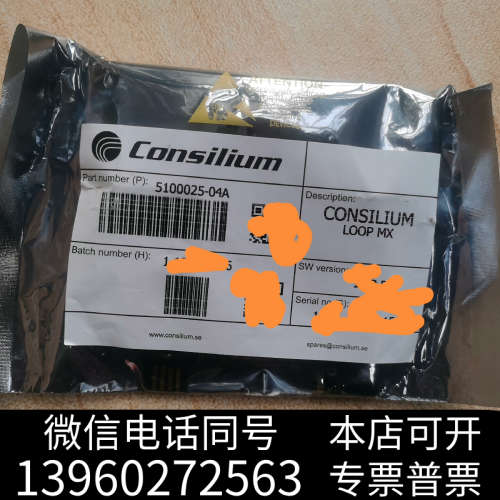 ATTENTION
Consilium
Part number (P):
5100025-04A
Description:
CONSILIUM
LOOP MX
Batch number (H):
SW version
Serial no
www.consilium.se
spares@consilium.se
微信电话同号
本店可开
13960272563
专票普票